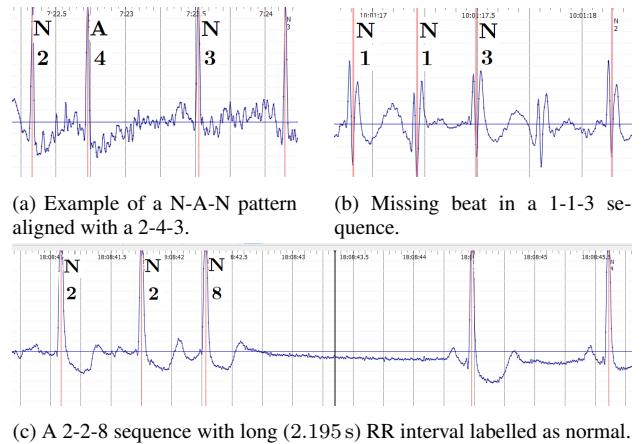 7:22.5 7:23 7:23.5 7:24
N A N N
2 4 3 3
10:01:17 10:01:17.5 10:01:18
N N N N
1 1 3 2
(a) Example of a N-A-N pattern
aligned with a 2-4-3.
(b) Missing beat in a 1-1-3 se-
quence.
18:08:41.5 18:08:42 18:08:43 18:08:43.5 18:08:44 18:08:45 18:08:45.5
N N N N
2 2 8
(c) A 2-2-8 sequence with long (2.195 s) RR interval labelled as normal.